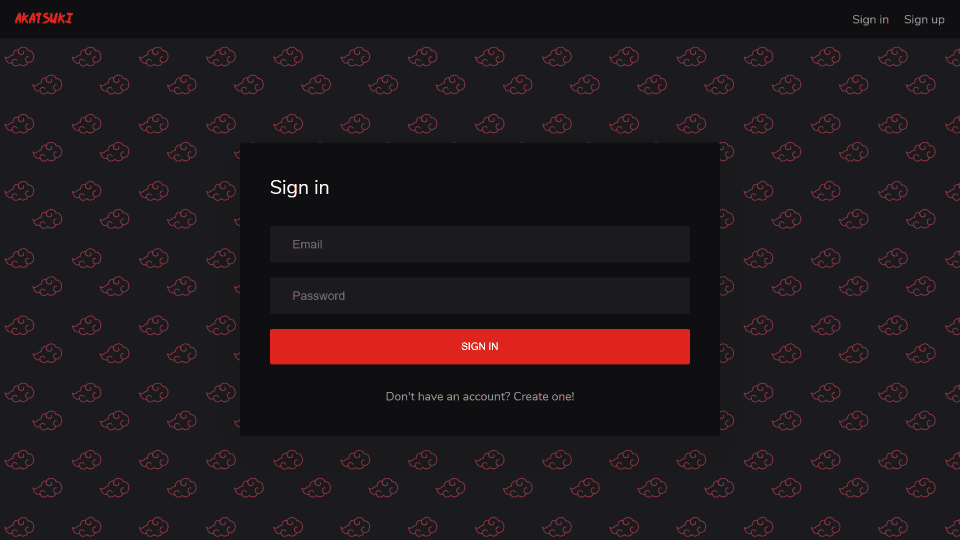 AKATSUKI
Sign in
Sign up
Sign in
Email
Password
SIGN IN
Don't have an account? Create one!